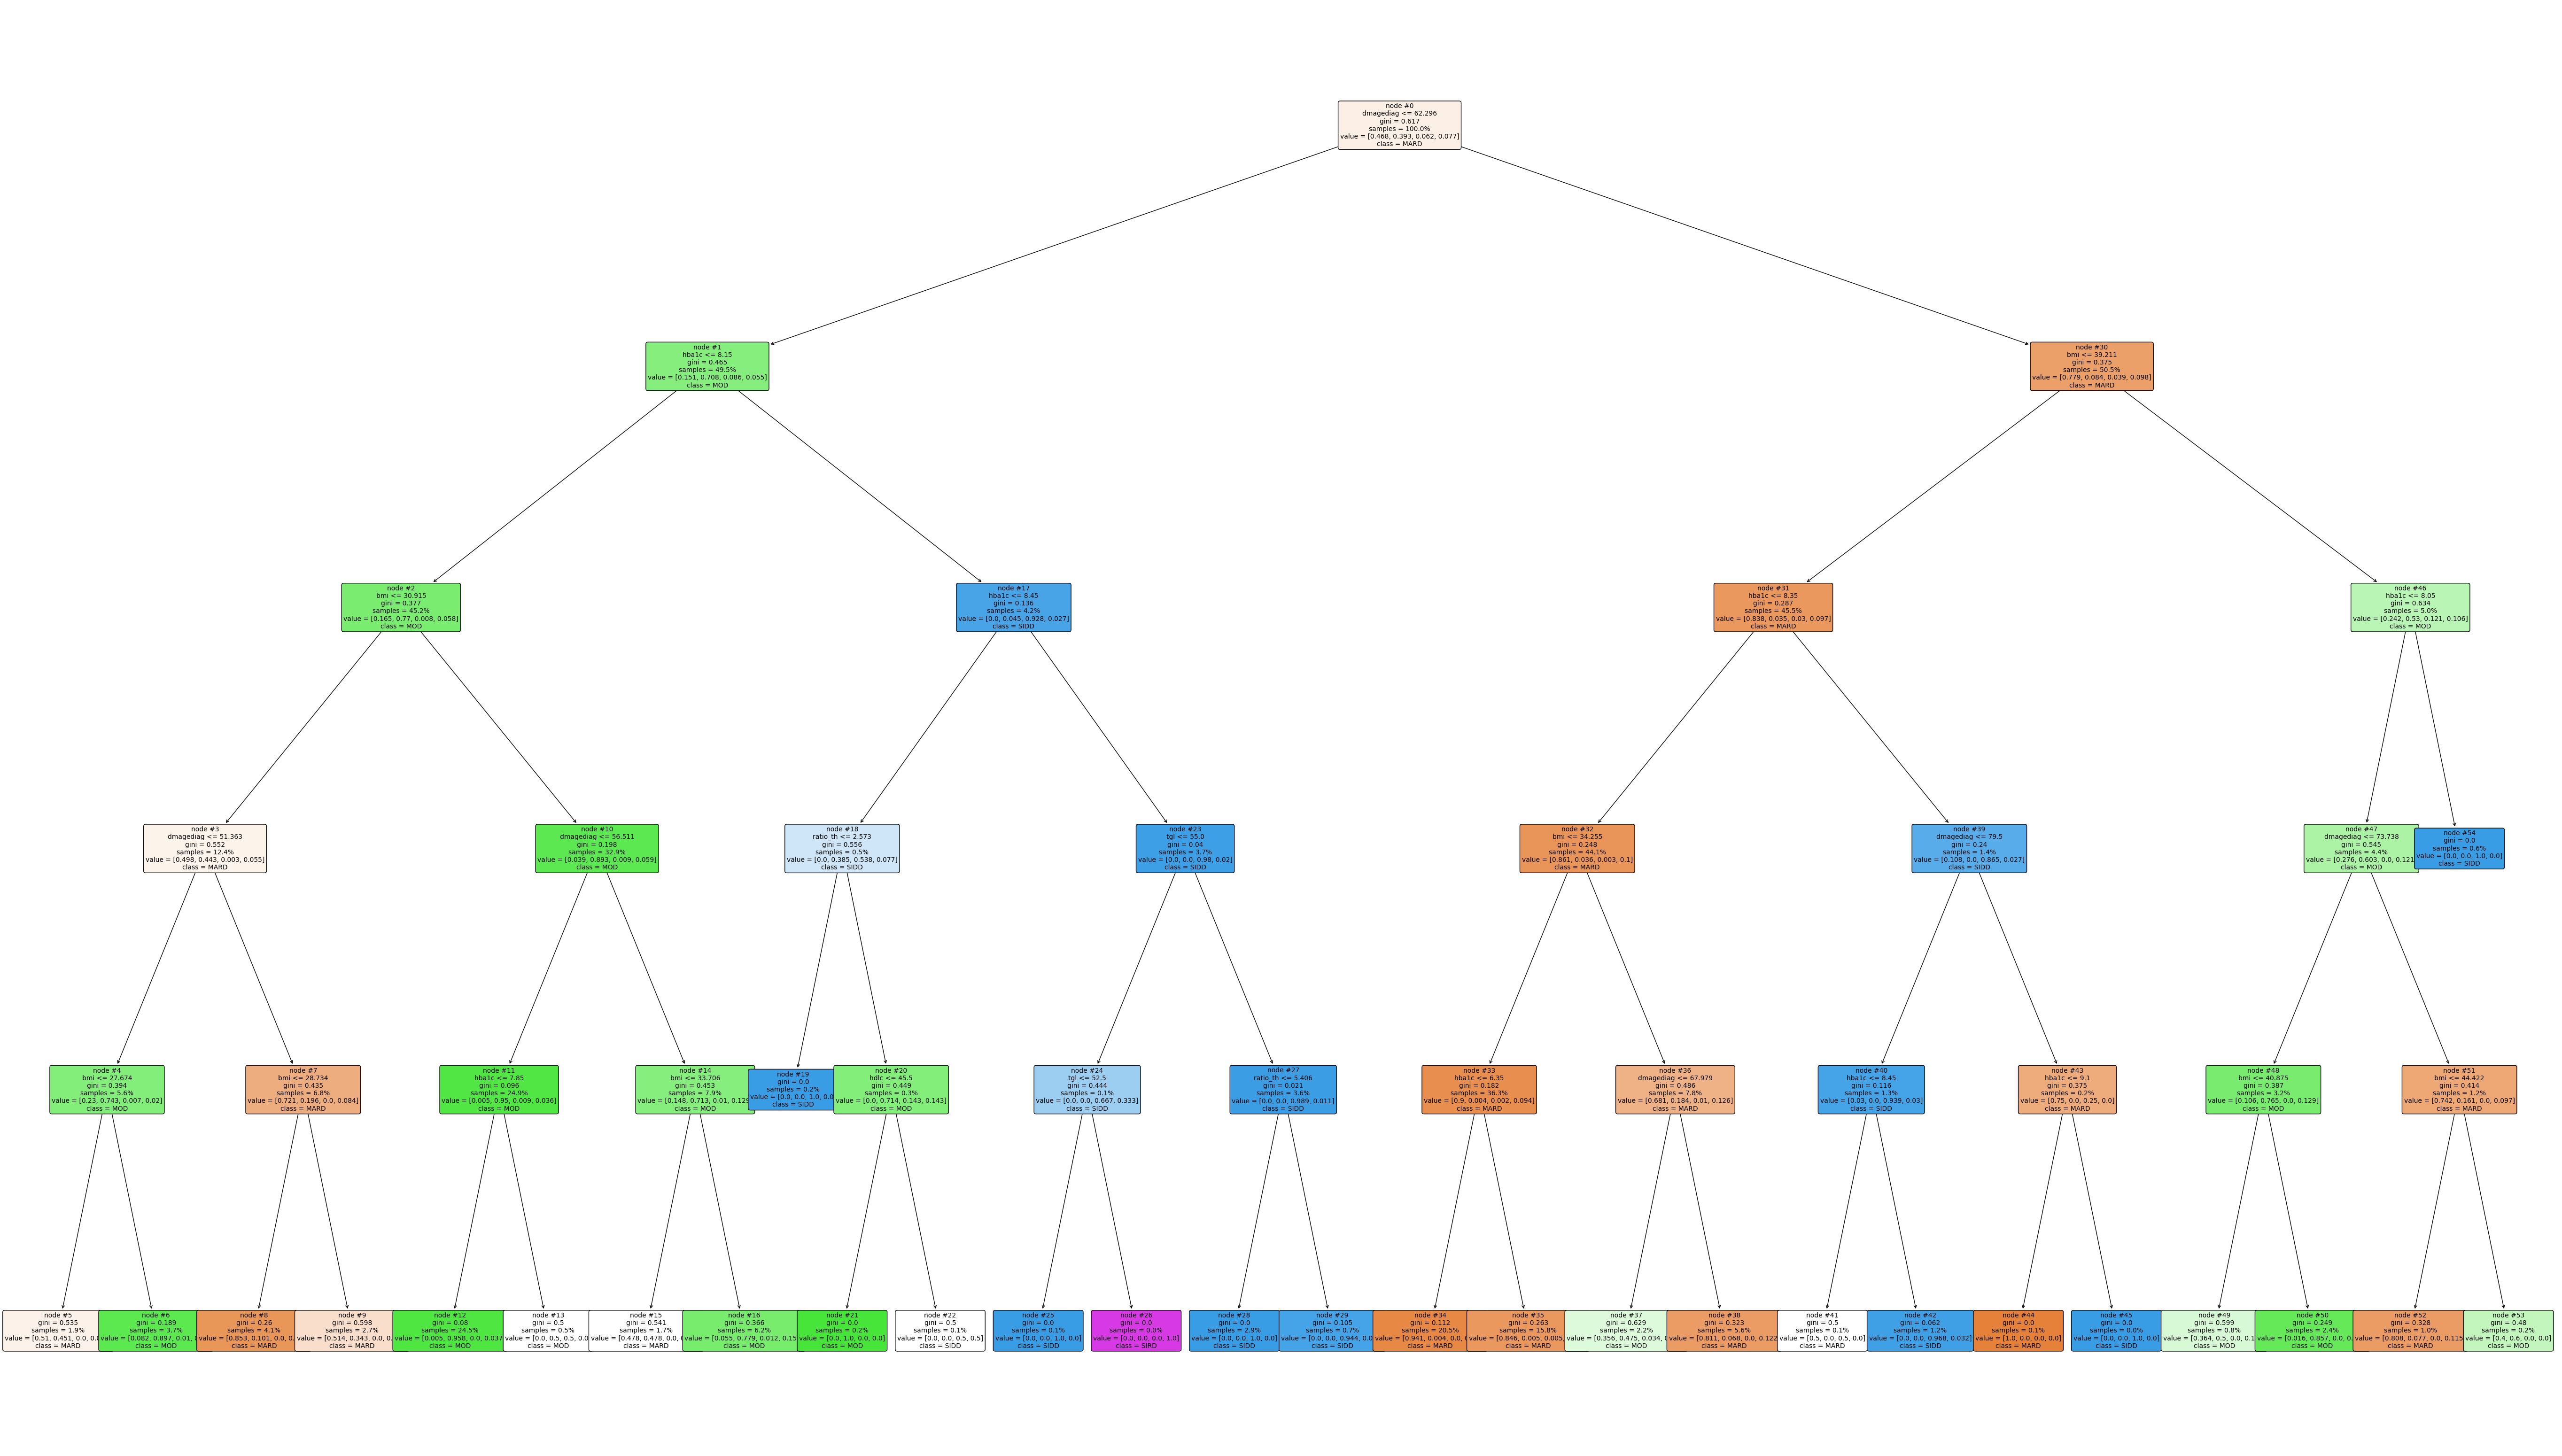 node #0
dmagediag <= 62.296
gini = 0.617
samples = 100.0%
value = [0.468, 0.393, 0.062, 0.077]
class = MARD
node #1
hba1c <= 8.15
gini = 0.465
samples = 49.5%
value = [0.151, 0.708, 0.086, 0.055]
class = MOD
node #30
bmi <= 39.211
gini = 0.375
samples = 50.5%
value = [0.779, 0.084, 0.039, 0.098]
class = MARD
node #2
bmi <= 30.915
gini = 0.377
samples = 45.2%
value = [0.165, 0.77, 0.008, 0.058]
class = MOD
node #17
hba1c <= 8.45
gini = 0.136
samples = 4.2%
value = [0.0, 0.045, 0.928, 0.027]
class = SIDD
node #31
hba1c <= 8.35
gini = 0.287
samples = 45.5%
value = [0.838, 0.035, 0.03, 0.097]
class = MARD
node #46
hba1c <= 8.05
gini = 0.634
samples = 5.0%
value = [0.242, 0.53, 0.121, 0.106]
class = MOD
node #3
dmagediag <= 51.363
gini = 0.552
samples = 12.4%
value = [0.498, 0.443, 0.003, 0.055]
class = MARD
node #10
dmagediag <= 56.511
gini = 0.198
samples = 32.9%
value = [0.039, 0.893, 0.009, 0.059]
class = MOD
node #18
ratio_th <= 2.573
gini = 0.556
samples = 0.5%
value = [0.0, 0.385, 0.538, 0.077]
class = SIDD
node #23
tgl <= 55.0
gini = 0.04
samples = 3.7%
value = [0.0, 0.0, 0.98, 0.02]
class = SIDD
node #32
bmi <= 34.255
gini = 0.248
samples = 44.1%
value = [0.861, 0.036, 0.003, 0.1]
class = MARD
node #39
dmagediag <= 79.5
gini = 0.24
samples = 1.4%
value = [0.108, 0.0, 0.865, 0.027]
class = SIDD
node #47
dmagediag <= 73.738
gini = 0.545
samples = 4.4%
value = [0.276, 0.603, 0.0, 0.121
class = MOD
node #54
gini = 0.0
samples = 0.6%
value = [0.0, 0.0, 1.0, 0.0]
class = SIDD
node #4
bmi <= 27.674
gini = 0.394
samples = 5.6%
value = [0.23, 0.743, 0.007, 0.02]
class = MOD
node #7
bmi <= 28.734
gini = 0.435
samples = 6.8%
value = [0.721, 0.196, 0.0, 0.084]
class = MARD
node #11
hba1c <= 7.85
gini = 0.096
samples = 24.9%
value = [0.005, 0.95, 0.009, 0.036]
class = MOD
node #14
bmi <= 33.706
gini = 0.453
samples = 7.9%
value = [0.148, 0.713, 0.01, 0.129
class = MOD
node #19
gini = 0.0
samples = 0.2%
value = [0.0, 0.0, 1.0, 0.0
class = SIDD
node #20
hdlc <= 45.5
gini = 0.449
samples = 0.3%
value = [0.0, 0.714, 0.143, 0.143]
class = MOD
node #24
tgl <= 52.5
gini = 0.444
samples = 0.1%
value = [0.0, 0.0, 0.667, 0.333]
class = SIDD
node #27
ratio_th <= 5.406
gini = 0.021
samples = 3.6%
value = [0.0, 0.0, 0.989, 0.011]
class = SIDD
node #33
hba1c <= 6.35
gini = 0.182
samples = 36.3%
value = [0.9, 0.004, 0.002, 0.094]
class = MARD
node #36
dmagediag <= 67.979
gini = 0.486
samples = 7.8%
value = [0.681, 0.184, 0.01, 0.126]
class = MARD
node #40
hba1c <= 8.45
gini = 0.116
samples = 1.3%
value = [0.03, 0.0, 0.939, 0.03]
class = SIDD
node #43
hba1c <= 9.1
gini = 0.375
samples = 0.2%
value = [0.75, 0.0, 0.25, 0.0]
class = MARD
node #48
bmi <= 40.875
gini = 0.387
samples = 3.2%
value = [0.106, 0.765, 0.0, 0.129]
class = MOD
node #51
bmi <= 44.422
gini = 0.414
samples = 1.2%
value = [0.742, 0.161, 0.0, 0.097]
class = MARD
node #5
gini = 0.535
samples = 1.9%
value = [0.51, 0.451, 0.0, 0.0
class = MARD
node #6
gini = 0.189
samples = 3.7%
value = [0.082, 0.897, 0.01,
class = MOD
node #8
gini = 0.26
samples = 4.1%
value = [0.853, 0.101, 0.0, 0.
class = MARD
node #9
gini = 0.598
samples = 2.7%
value = [0.514, 0.343, 0.0, 0.
class = MARD
node #12
gini = 0.08
samples = 24.5%
value = [0.005, 0.958, 0.0, 0.037
class = MOD
node #13
gini = 0.5
samples = 0.5%
value = [0.0, 0.5, 0.5, 0.0
class = MOD
node #15
gini = 0.541
samples = 1.7%
value = [0.478, 0.478, 0.0,
class = MARD
node #16
gini = 0.366
samples = 6.2%
value = [0.055, 0.779, 0.012, 0.15
class = MOD
node #21
gini = 0.0
samples = 0.2%
value = [0.0, 1.0, 0.0, 0.0]
class = MOD
node #22
gini = 0.5
samples = 0.1%
value = [0.0, 0.0, 0.5, 0.5]
class = SIDD
node #25
gini = 0.0
samples = 0.1%
value = [0.0, 0.0, 1.0, 0.0]
class = SIDD
node #26
gini = 0.0
samples = 0.0%
value = [0.0, 0.0, 0.0, 1.0]
class = SIRD
node #28
gini = 0.0
samples = 2.9%
value = [0.0, 0.0, 1.0, 0.0]
class = SIDD
node #29
gini = 0.105
samples = 0.7%
value = [0.0, 0.0, 0.944, 0.0
class = SIDD
node #34
gini = 0.112
samples = 20.5%
value = [0.941, 0.004, 0.0,
class = MARD
node #35
gini = 0.263
samples = 15.8%
value = [0.846, 0.005, 0.005,
class = MARD
node #37
gini = 0.629
samples = 2.2%
value = [0.356, 0.475, 0.034,
class = MOD
node #38
gini = 0.323
samples = 5.6%
value = [0.811, 0.068, 0.0, 0.122
class = MARD
node #41
gini = 0.5
samples = 0.1%
value = [0.5, 0.0, 0.5, 0.0]
class = MARD
node #42
gini = 0.062
samples = 1.2%
value = [0.0, 0.0, 0.968, 0.032]
class = SIDD
node #44
gini = 0.0
samples = 0.1%
value = [1.0, 0.0, 0.0, 0.0]
class = MARD
node #45
gini = 0.0
samples = 0.0%
value = [0.0, 0.0, 1.0, 0.0]
class = SIDD
node #49
gini = 0.599
samples = 0.8%
value = [0.364, 0.5, 0.0, 0.1
class = MOD
node #50
gini = 0.249
samples = 2.4%
value = [0.016, 0.857, 0.0, 0.
class = MOD
node #52
gini = 0.328
samples = 1.0%
value = [0.808, 0.077, 0.0, 0.115
class = MARD
node #53
gini = 0.48
samples = 0.2%
value = [0.4, 0.6, 0.0, 0.0]
class = MOD